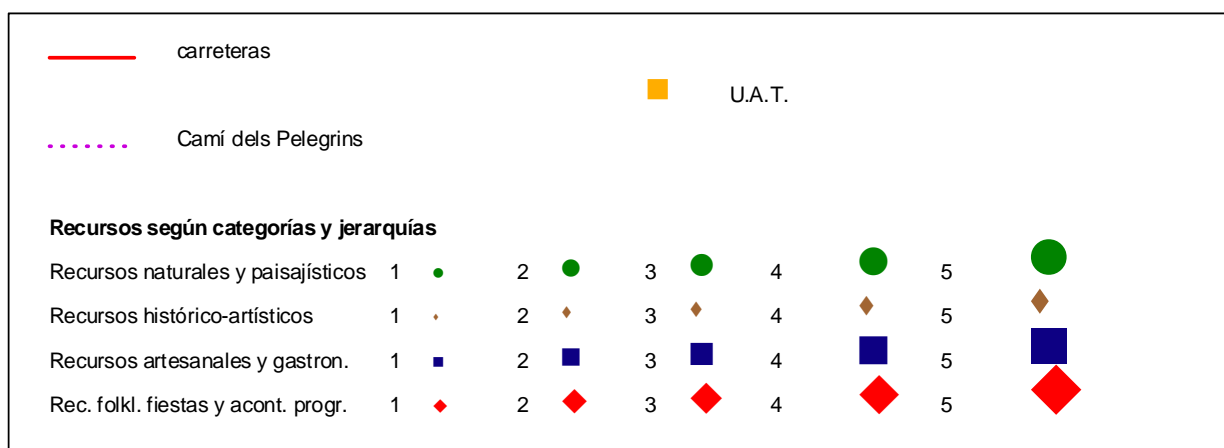 carreteras
U.A.T.
Camí dels Pelegrins
Recursos según categorías y jerarquías
Recursos naturales y paisajísticos 1 2 3 4 5
Recursos histórico-artísticos 1 2 3 4 5
Recursos artesanales y gastron. 1 2 3 4 5
Rec. folkl. fiestas y acont. progr. 1 2 3 4 5